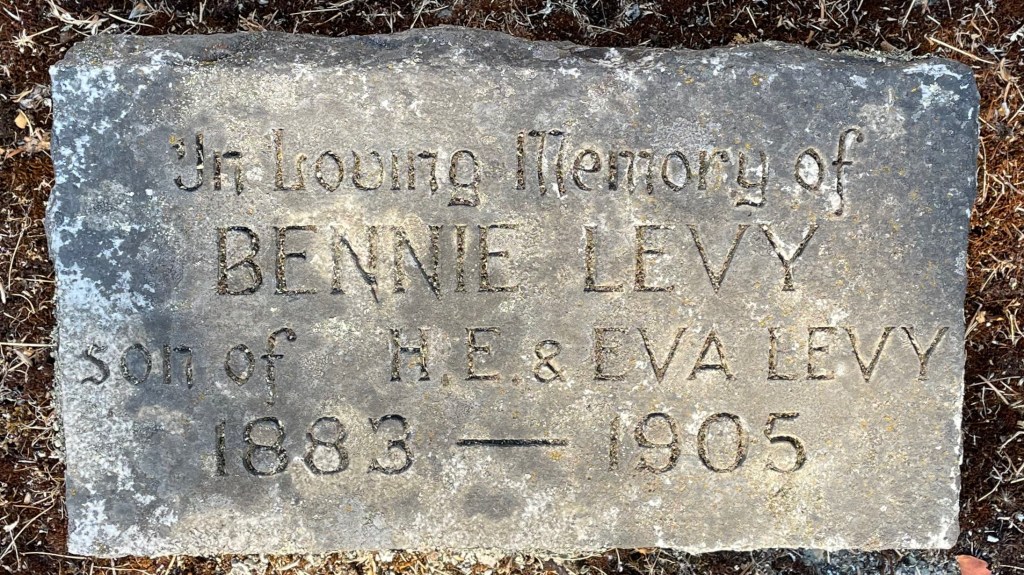 In Loving Memory of
BENNIE LEVY
son of H.E. & EVA LEVY
1883 — 1905